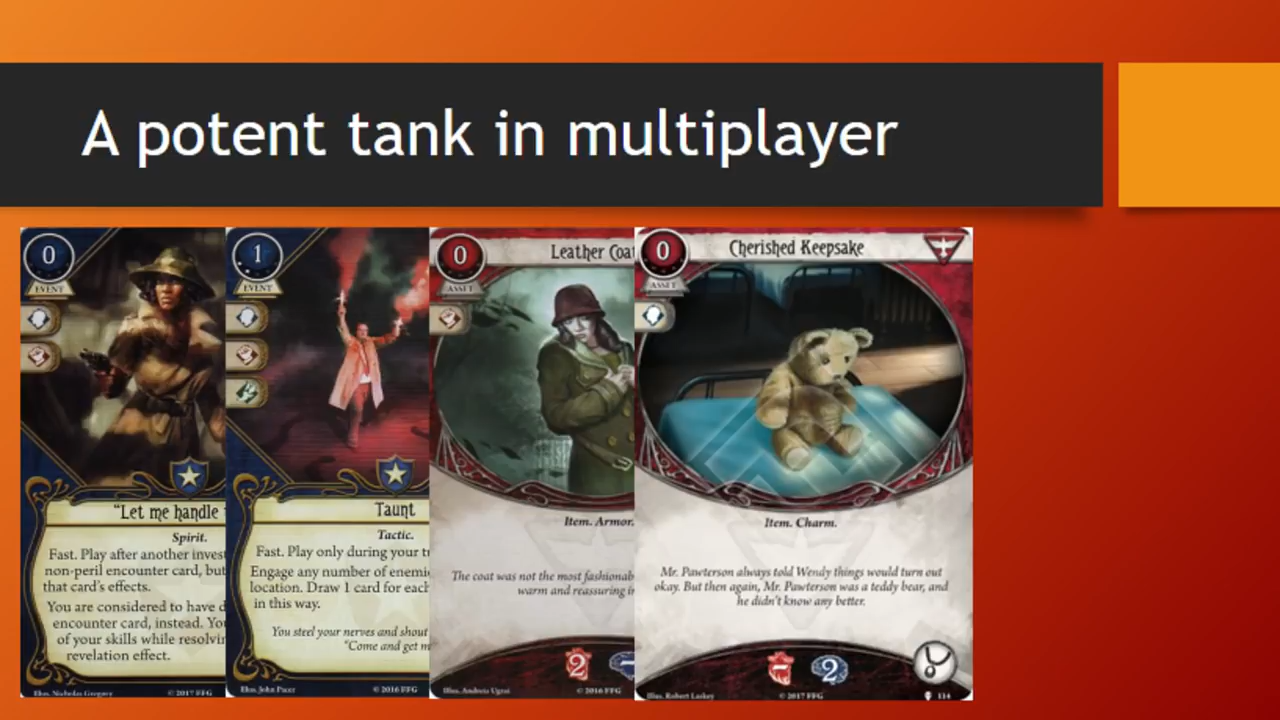 A potent tank in multiplayer
0
EVENT
"Let me handle
Spirit.
Fast. Play after another invest
non-peril encounter card, but
that card's effects.
You are considered to have d
encounter card, instead. You
of your skills while resolvin
revelation effect.
Illus. Nicholas Gregory
© 2017 FFG
1
EVENT
Taunt
Tactic.
Fast. Play only during your tu
Engage any number of enemie
location. Draw 1 card for each
in this way.
You steel your nerves and shout
"Come and get m
Illus. John Pacer
© 2016 FFG
0
ASSET
Leather Coat
Item. Armor.
The coat was not the most fashionab
warm and reassuring in
2
Illus. Andreia Ugrai
© 2016 FFG
0
ASSET
Cherished Keepsake
Item. Charm.
Mr. Pawterson always told Wendy things would turn out
okay. But then again, Mr. Pawterson was a teddy bear, and
he didn't know any better.
– 2
Illus. Robert Laskey
© 2017 FFG
114